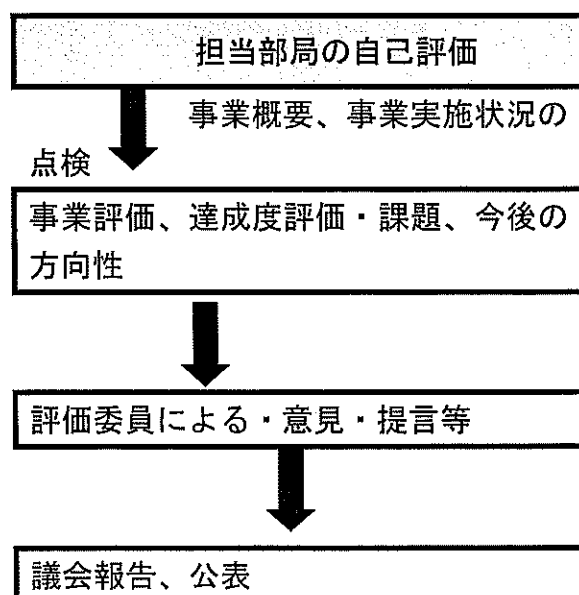 担当部局の自己評価
事業概要、事業実施状況の
点検
事業評価、達成度評価・課題、今後の
方向性
評価委員による・意見・提言等
議会報告、公表